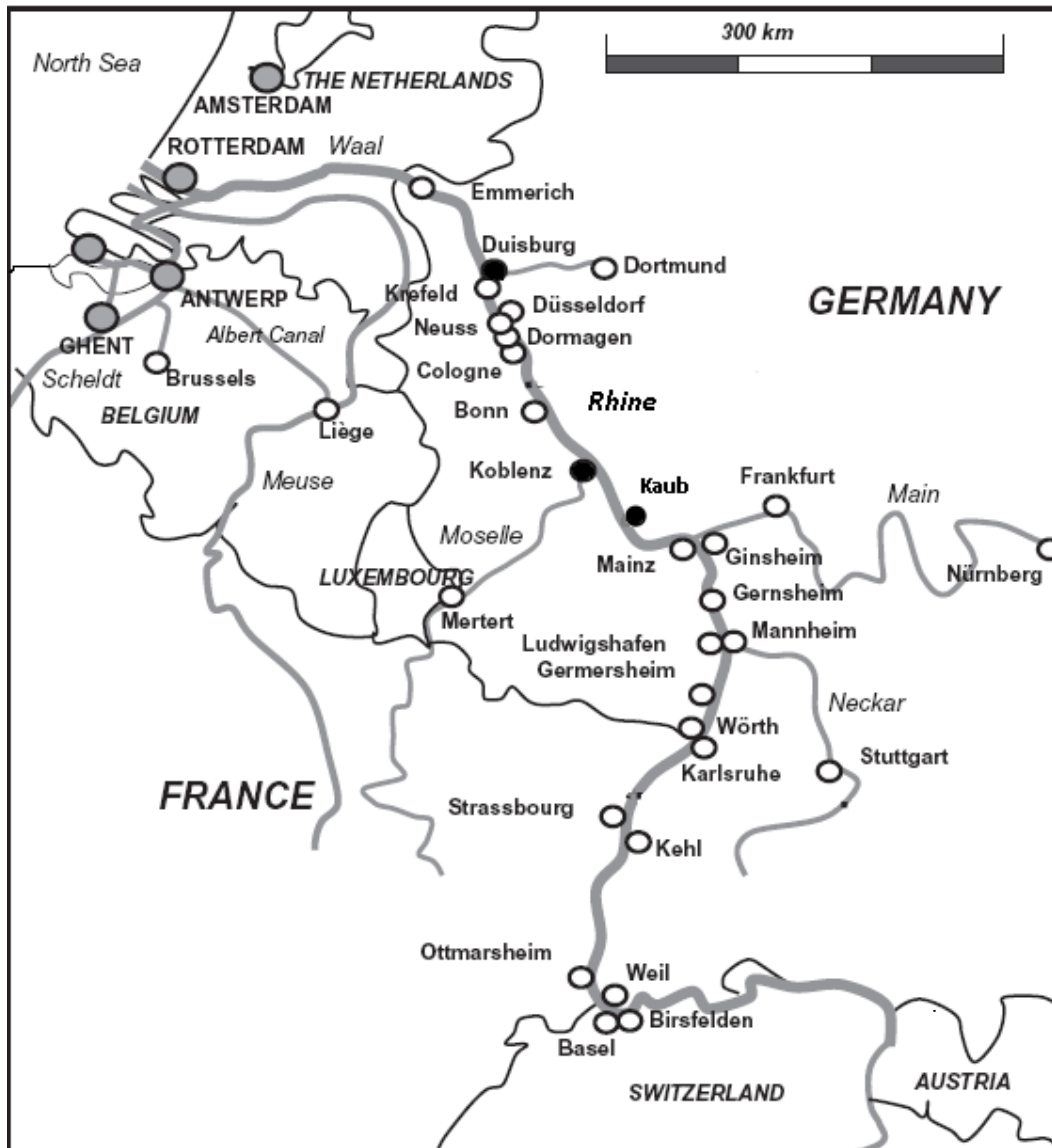 300 km
North Sea
THE NETHERLANDS
AMSTERDAM
ROTTERDAM
Waal
Emmerich
Duisburg
Dortmund
Krefeld
Düsseldorf
GERMANY
ANTWERP
Neuss
Dormagen
GHENT
Albert Canal
Cologne
Scheldt
Brussels
Rhine
BELGIUM
Bonn
Liège
Koblenz
Frankfurt
Meuse
Kaub
Main
Moselle
Mainz
Ginsheim
Nürnberg
LUXEMBOURG
Gernsheim
Mertert
Ludwigshafen
Mannheim
Germersheim
Neckar
Wörth
Karlsruhe
Stuttgart
FRANCE
Strassbourg
Kehl
Ottmarsheim
Weil
Birsfelden
Basel
SWITZERLAND
AUSTRIA